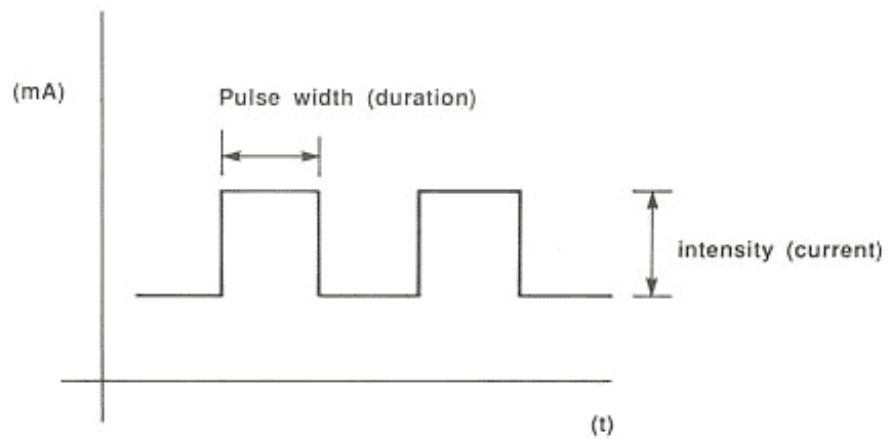 (mA)
Pulse width (duration)
intensity (current)
(t)